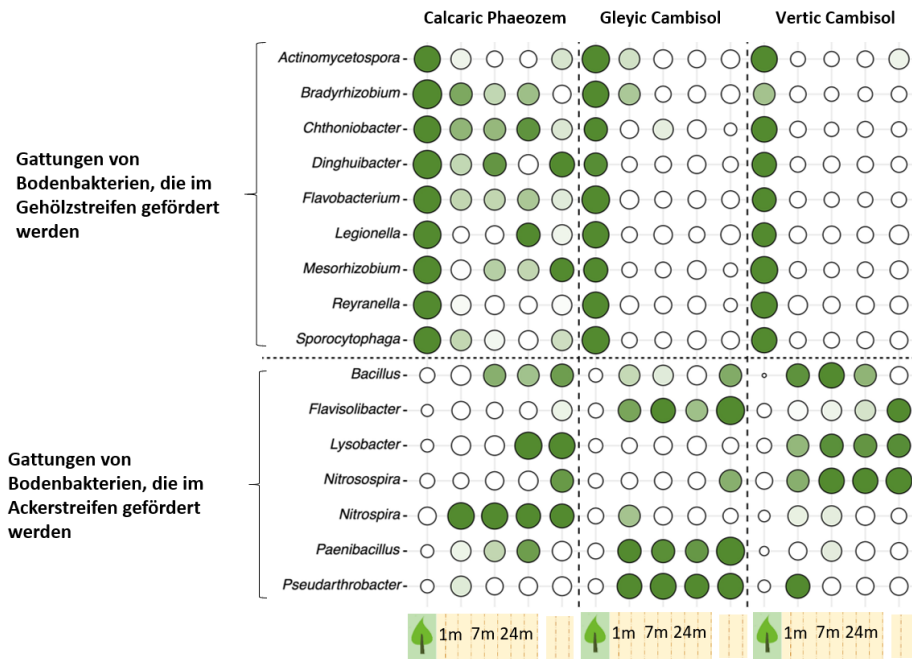 Calcaric Phaeozem Gleyic Cambisol Vertic Cambisol
Gattungen von
Bodenbakterien, die im
Gehölzstreifen gefördert
werden
Actinomycetospora
Bradyrhizobium
Chthoniobacter
Dinghuibacter
Flavobacterium
Legionella
Mesorhizobium
Reyranella
Sporocytophaga
Gattungen von
Bodenbakterien, die im
Ackerstreifen gefördert
werden
Bacillus
Flavisolibacter
Lysobacter
Nitrosospira
Nitrospira
Paenibacillus
Pseudarthrobacter
1m 7m 24m 1m 7m 24m 1m 7m 24m